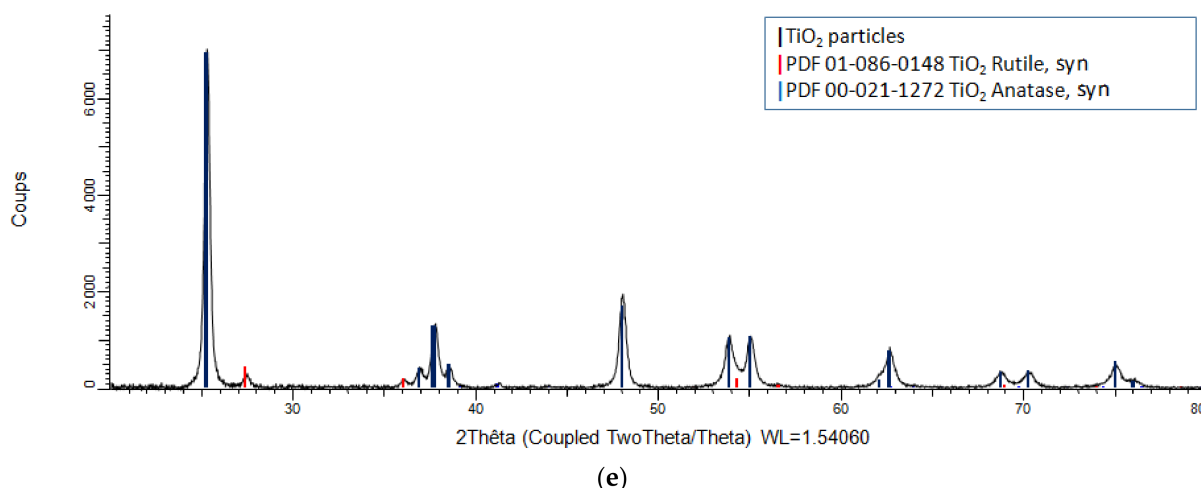 TiO₂ particles
PDF 01-086-0148 TiO₂ Rutile, syn
PDF 00-021-1272 TiO₂ Anatase, syn
Coups
6000
4000
2000
0
30 40 50 60 70 80
2Thêta (Coupled TwoTheta/Theta) WL=1.54060
(e)